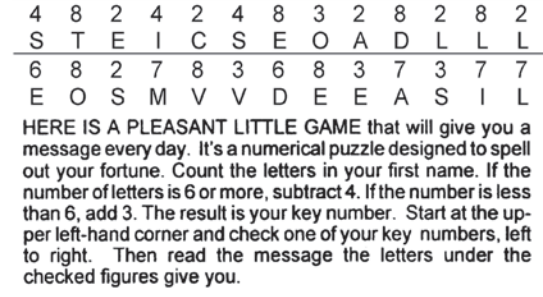 4 8 2 4 2 4 8 3 2 8 2 8 2
S T E I C S E O A D L L L
6 8 2 7 8 3 6 8 3 7 3 7 7
E O S M V V D E E A S I L
HERE IS A PLEASANT LITTLE GAME that will give you a
message every day. It's a numerical puzzle designed to spell
out your fortune. Count the letters in your first name. If the
number of letters is 6 or more, subtract 4. If the number is less
than 6, add 3. The result is your key number. Start at the up-
per left-hand corner and check one of your key numbers, left
to right. Then read the message the letters under the
checked figures give you.